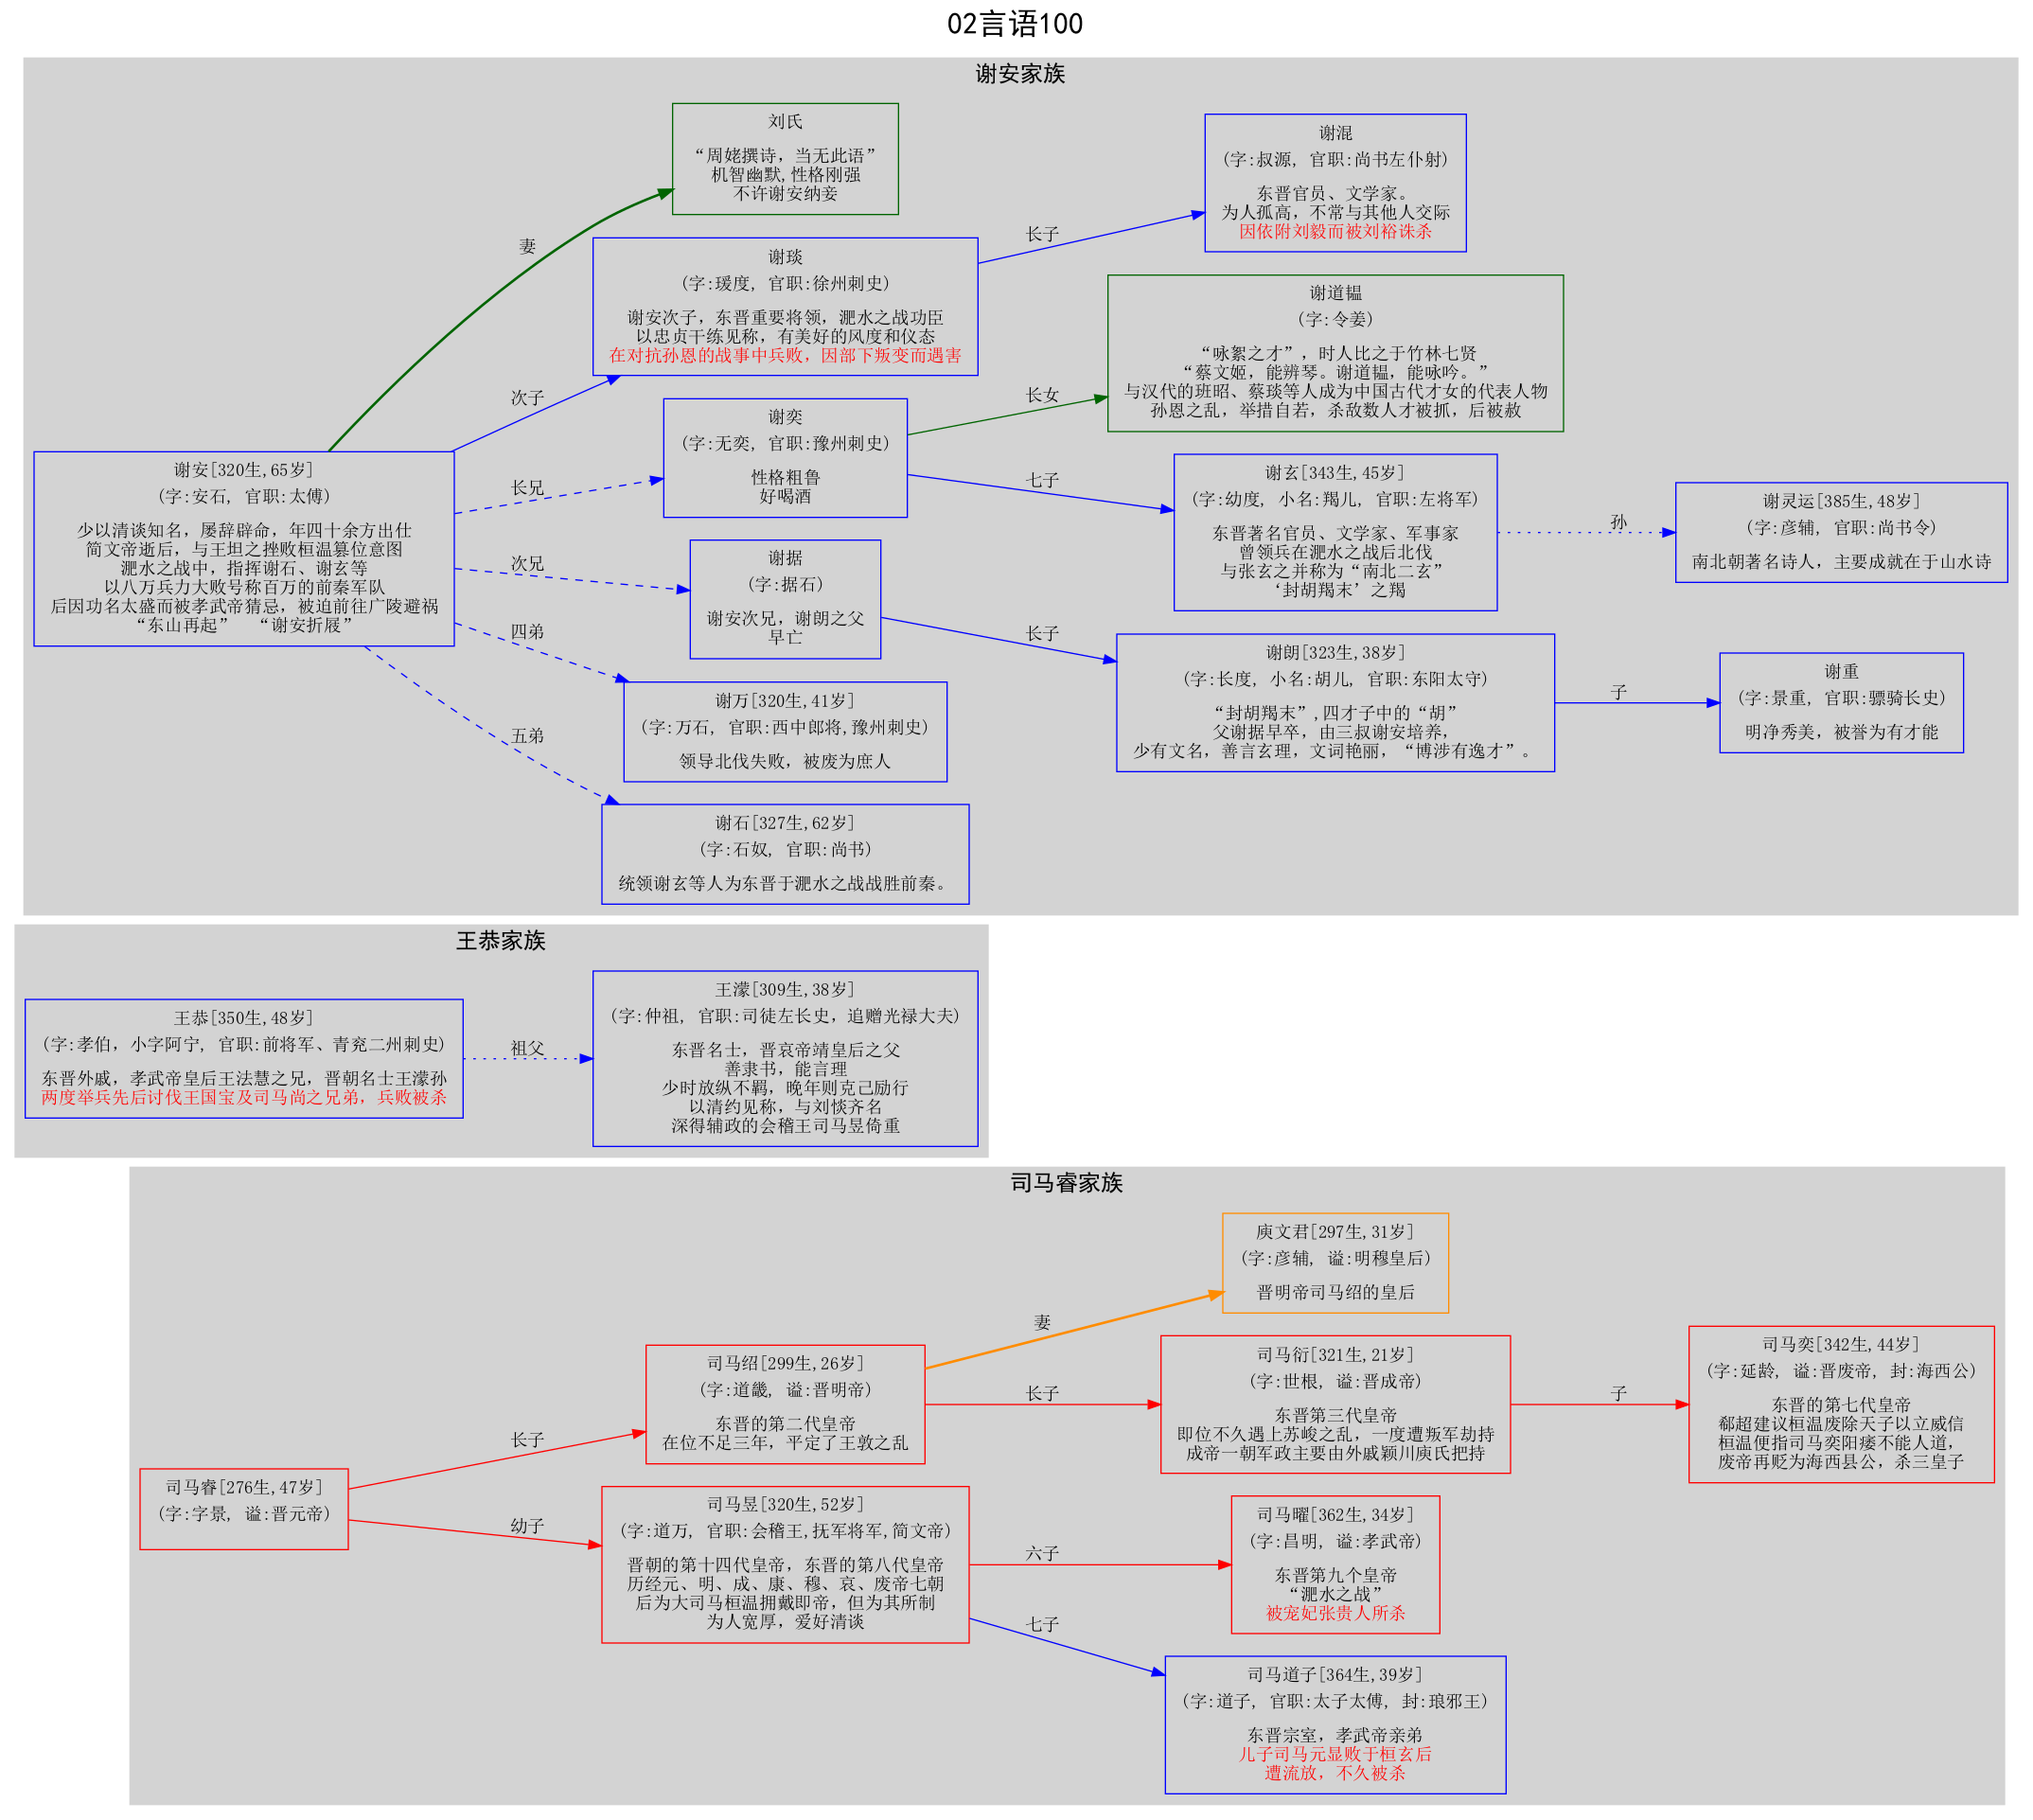 02言语100
谢安家族
刘氏
“周姥撰诗，当无此语”
机智幽默,性格刚强
不许谢安纳妾
谢混
(字:叔源, 官职:尚书左仆射)
东晋官员、文学家。
为人孤高，不常与其他人交际
因依附刘毅而被刘裕诛杀
妻
谢琰
(字:瑗度, 官职:徐州刺史)
谢安次子，东晋重要将领，淝水之战功臣
以忠贞干练见称，有美好的风度和仪态
在对抗孙恩的战事中兵败，因部下叛变而遇害
长子
谢道韫
(字:令姜)
“咏絮之才”，时人比之于竹林七贤
“蔡文姬，能辨琴。谢道韫，能咏吟。”
与汉代的班昭、蔡琰等人成为中国古代才女的代表人物
孙恩之乱，举措自若，杀敌数人才被抓，后被赦
次子
谢奕
(字:无奕, 官职:豫州刺史)
性格粗鲁
好喝酒
长女
谢安[320生,65岁]
(字:安石, 官职:太傅)
少以清谈知名，屡辞辟命，年四十余方出仕
简文帝逝后，与王坦之挫败桓温篡位意图
淝水之战中，指挥谢石、谢玄等
以八万兵力大败号称百万的前秦军队
后因功名太盛而被孝武帝猜忌，被迫前往广陵避祸
“东山再起” “谢安折屐”
长兄
七子
谢玄[343生,45岁]
(字:幼度, 小名:羯儿, 官职:左将军)
东晋著名官员、文学家、军事家
曾领兵在淝水之战后北伐
与张玄之并称为“南北二玄”
‘封胡羯末’之羯
孙
谢灵运[385生,48岁]
(字:彦辅, 官职:尚书令)
南北朝著名诗人，主要成就在于山水诗
次兄
谢据
(字:据石)
谢安次兄，谢朗之父
早亡
长子
谢朗[323生,38岁]
(字:长度, 小名:胡儿, 官职:东阳太守)
“封胡羯末”,四才子中的“胡”
父谢据早卒，由三叔谢安培养，
少有文名，善言玄理，文词艳丽，“博涉有逸才”。
子
谢重
(字:景重, 官职:骠骑长史)
明净秀美，被誉为有才能
四弟
谢万[320生,41岁]
(字:万石, 官职:西中郎将,豫州刺史)
领导北伐失败，被废为庶人
五弟
谢石[327生,62岁]
(字:石奴, 官职:尚书)
统领谢玄等人为东晋于淝水之战战胜前秦。
王恭家族
王恭[350生,48岁]
(字:孝伯，小字阿宁, 官职:前将军、青兖二州刺史)
东晋外戚，孝武帝皇后王法慧之兄，晋朝名士王濛孙
两度举兵先后讨伐王国宝及司马尚之兄弟，兵败被杀
祖父
王濛[309生,38岁]
(字:仲祖, 官职:司徒左长史，追赠光禄大夫)
东晋名士，晋哀帝靖皇后之父
善隶书，能言理
少时放纵不羁，晚年则克己励行
以清约见称，与刘惔齐名
深得辅政的会稽王司马昱倚重
司马睿家族
庾文君[297生,31岁]
(字:彦辅, 谥:明穆皇后)
晋明帝司马绍的皇后
妻
司马绍[299生,26岁]
(字:道畿, 谥:晋明帝)
东晋的第二代皇帝
在位不足三年，平定了王敦之乱
长子
司马衍[321生,21岁]
(字:世根, 谥:晋成帝)
东晋第三代皇帝
即位不久遇上苏峻之乱，一度遭叛军劫持
成帝一朝军政主要由外戚颖川庾氏把持
子
司马奕[342生,44岁]
(字:延龄, 谥:晋废帝, 封:海西公)
东晋的第七代皇帝
郗超建议桓温废除天子以立威信
桓温便指司马奕阳痿不能人道，
废帝再贬为海西县公，杀三皇子
司马睿[276生,47岁]
(字:字景, 谥:晋元帝)
长子
幼子
司马昱[320生,52岁]
(字:道万, 官职:会稽王,抚军将军,简文帝)
晋朝的第十四代皇帝，东晋的第八代皇帝
历经元、明、成、康、穆、哀、废帝七朝
后为大司马桓温拥戴即帝，但为其所制
为人宽厚，爱好清谈
六子
司马曜[362生,34岁]
(字:昌明, 谥:孝武帝)
东晋第九个皇帝
“淝水之战”
被宠妃张贵人所杀
七子
司马道子[364生,39岁]
(字:道子, 官职:太子太傅, 封:琅邪王)
东晋宗室，孝武帝亲弟
儿子司马元显败于桓玄后
遭流放，不久被杀